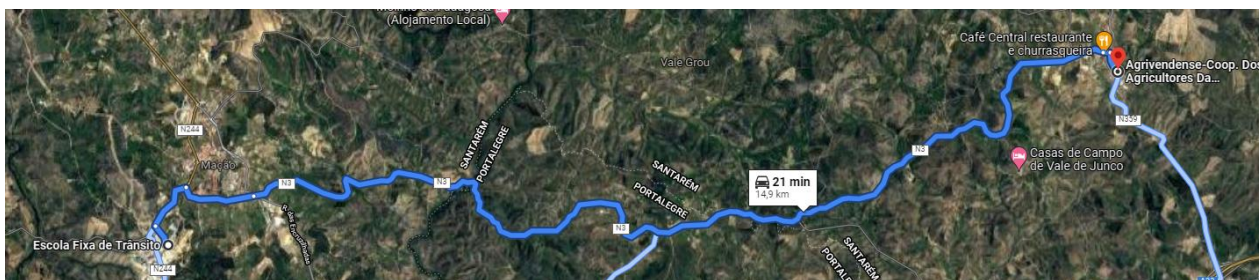 (Alojamento Local)
Café Central restaurante
e churrasqueira
Vale Grou
Agrivendense-Coop. Dos
Agricultores Da...
N244
N359
SANTARÉM
PORTALEGRE
Mação
N3
N3
N3
Casas de Campo
de Vale de Junco
SANTARÉM
PORTALEGRE
21 min
14,9 km
N3
Escola Fixa de Trânsito
SANTARÉM
PORTALEGRE
N244